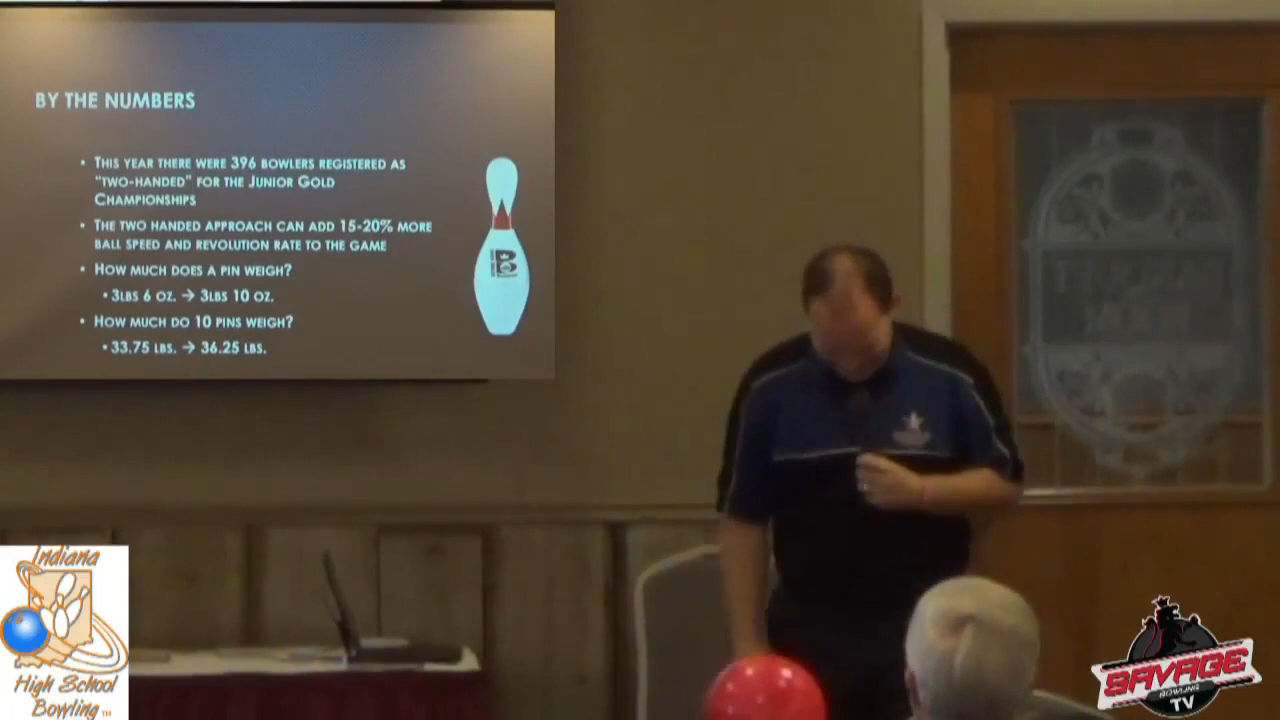 BY THE NUMBERS
• THIS YEAR THERE WERE 396 BOWLERS REGISTERED AS
"TWO-HANDED" FOR THE JUNIOR GOLD
CHAMPIONSHIPS
• THE TWO HANDED APPROACH CAN ADD 15-20% MORE
BALL SPEED AND REVOLUTION RATE TO THE GAME
• HOW MUCH DOES A PIN WEIGH?
• 3LBS 6 OZ. → 3LBS 10 OZ.
• HOW MUCH DO 10 PINS WEIGH?
• 33.75 LBS. → 36.25 LBS.
Indiana
High School
Bowling™
SAVAGE
BOWLING
TV